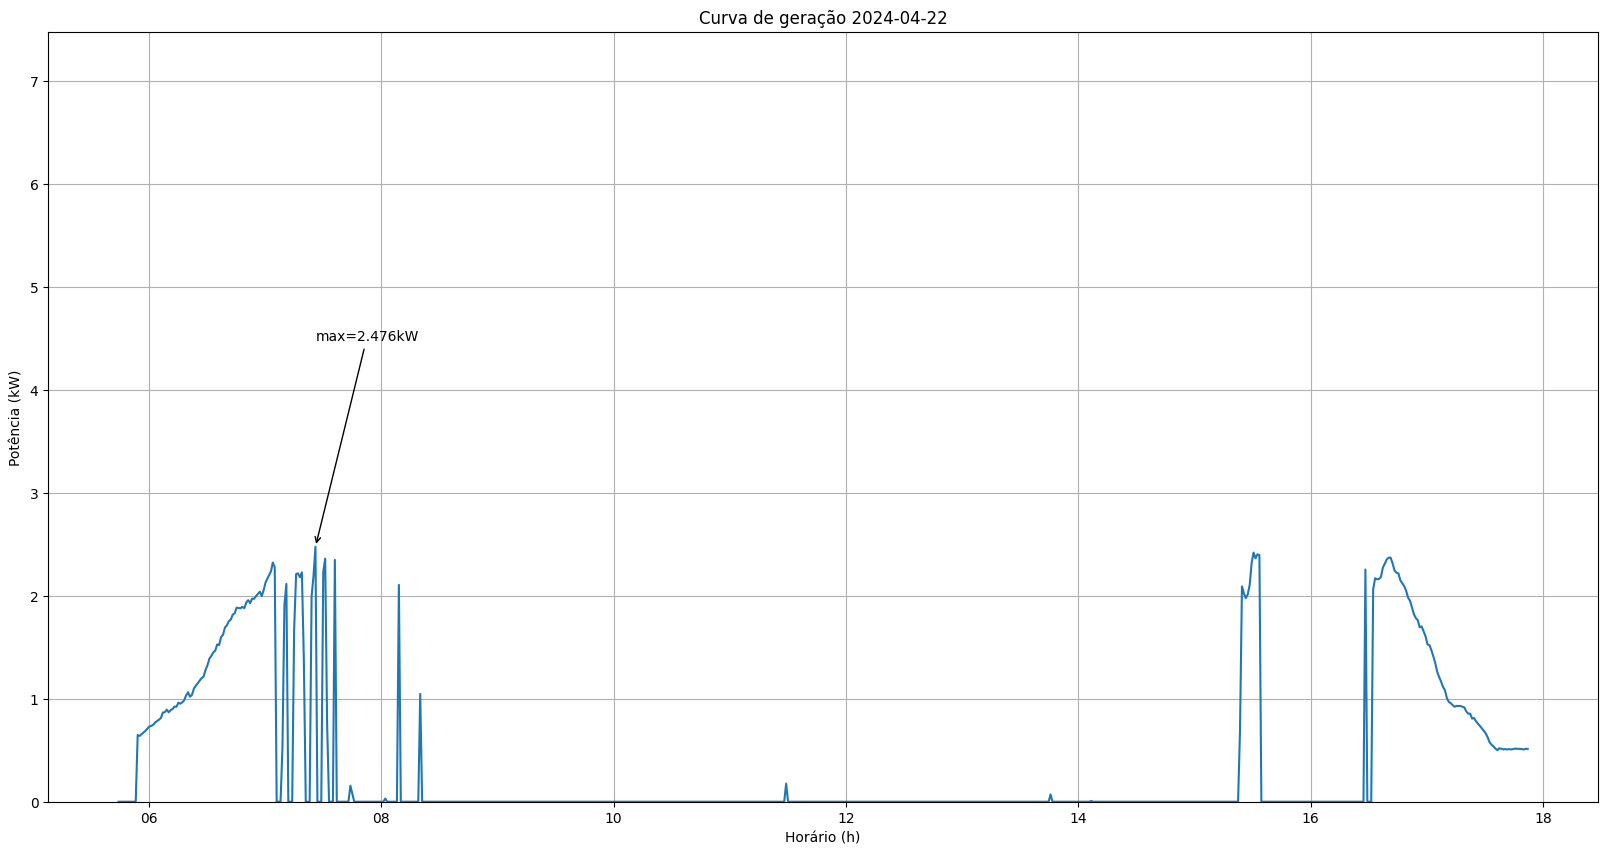 Curva de geração 2024-04-22
7
6
5
4
3
2
1
0
Potência (kW)
max=2.476kW
06 08 10 12 14 16 18
Horário (h)